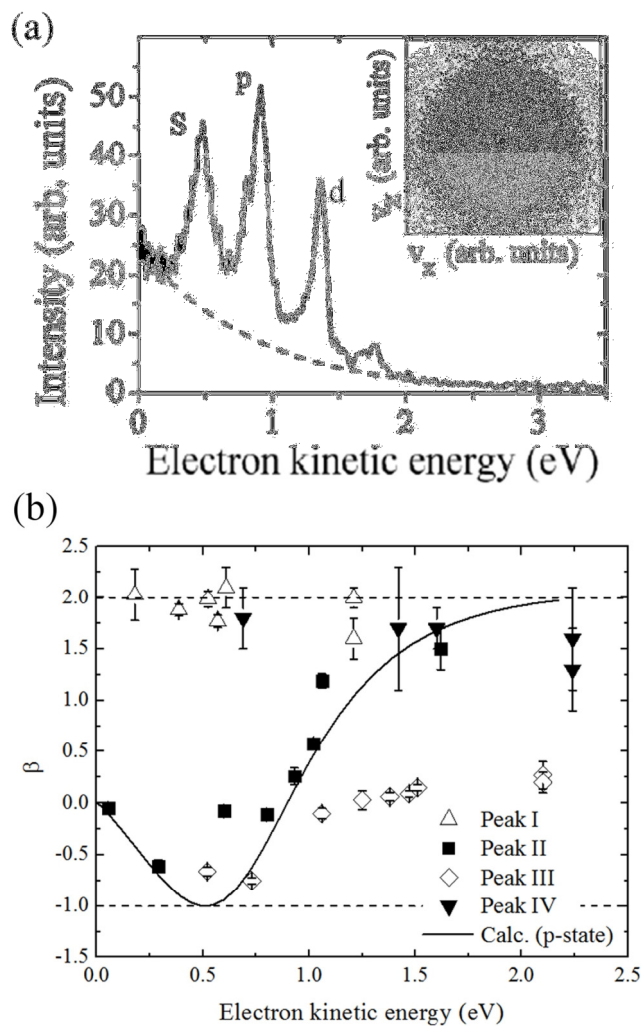 (a)
Intensity (arb. units)
50
40
30
20
10
0
s
p
d
v_z (arb. units)
v_x (arb. units)
0
1
2
3
Electron kinetic energy (eV)
(b)
β
2.5
2.0
1.5
1.0
0.5
0.0
-0.5
-1.0
-1.5
Peak I
Peak II
Peak III
Peak IV
Calc. (p-state)
0.0
0.5
1.0
1.5
2.0
2.5
Electron kinetic energy (eV)